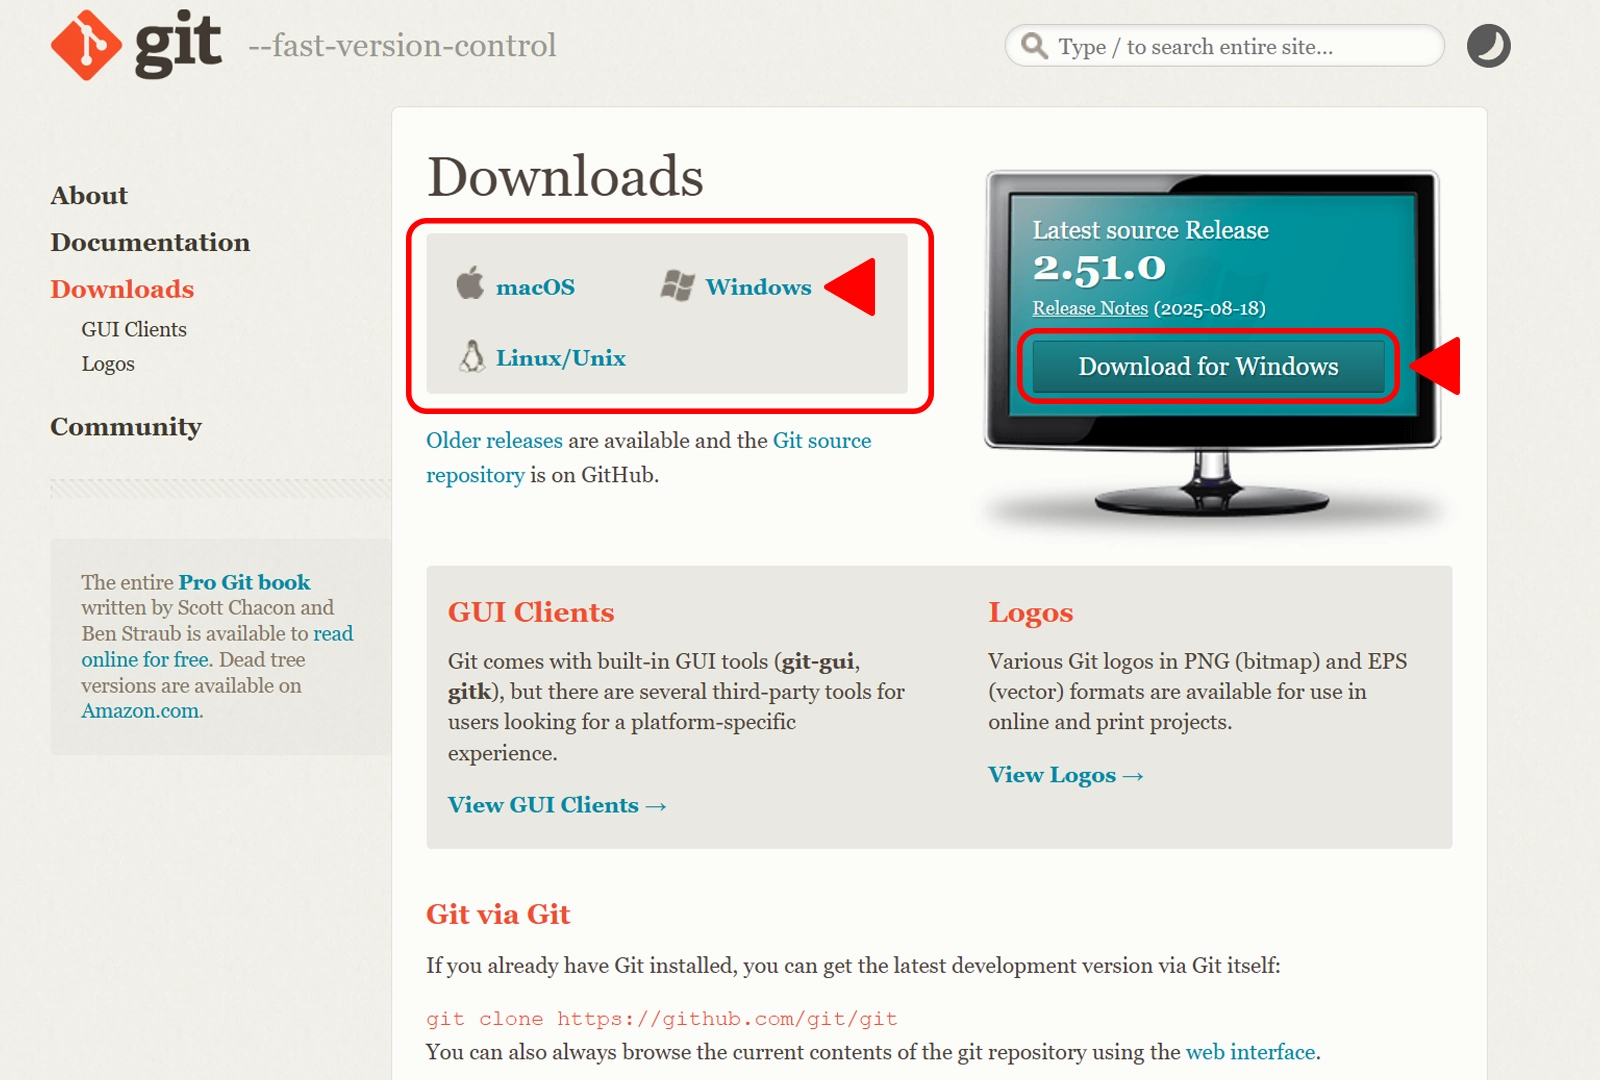 git --fast-version-control
Type / to search entire site...
About
Documentation
Downloads
GUI Clients
Logos
Community
The entire Pro Git book
written by Scott Chacon and
Ben Straub is available to read
online for free. Dead tree
versions are available on
Amazon.com.
Downloads
macOS
Windows
Linux/Unix
Older releases are available and the Git source
repository is on GitHub.
Latest source Release
2.51.0
Release Notes (2025-08-18)
Download for Windows
GUI Clients
Git comes with built-in GUI tools (git-gui,
gitk), but there are several third-party tools for
users looking for a platform-specific
experience.
View GUI Clients →
Logos
Various Git logos in PNG (bitmap) and EPS
(vector) formats are available for use in
online and print projects.
View Logos →
Git via Git
If you already have Git installed, you can get the latest development version via Git itself:
git clone https://github.com/git/git
You can also always browse the current contents of the git repository using the web interface.